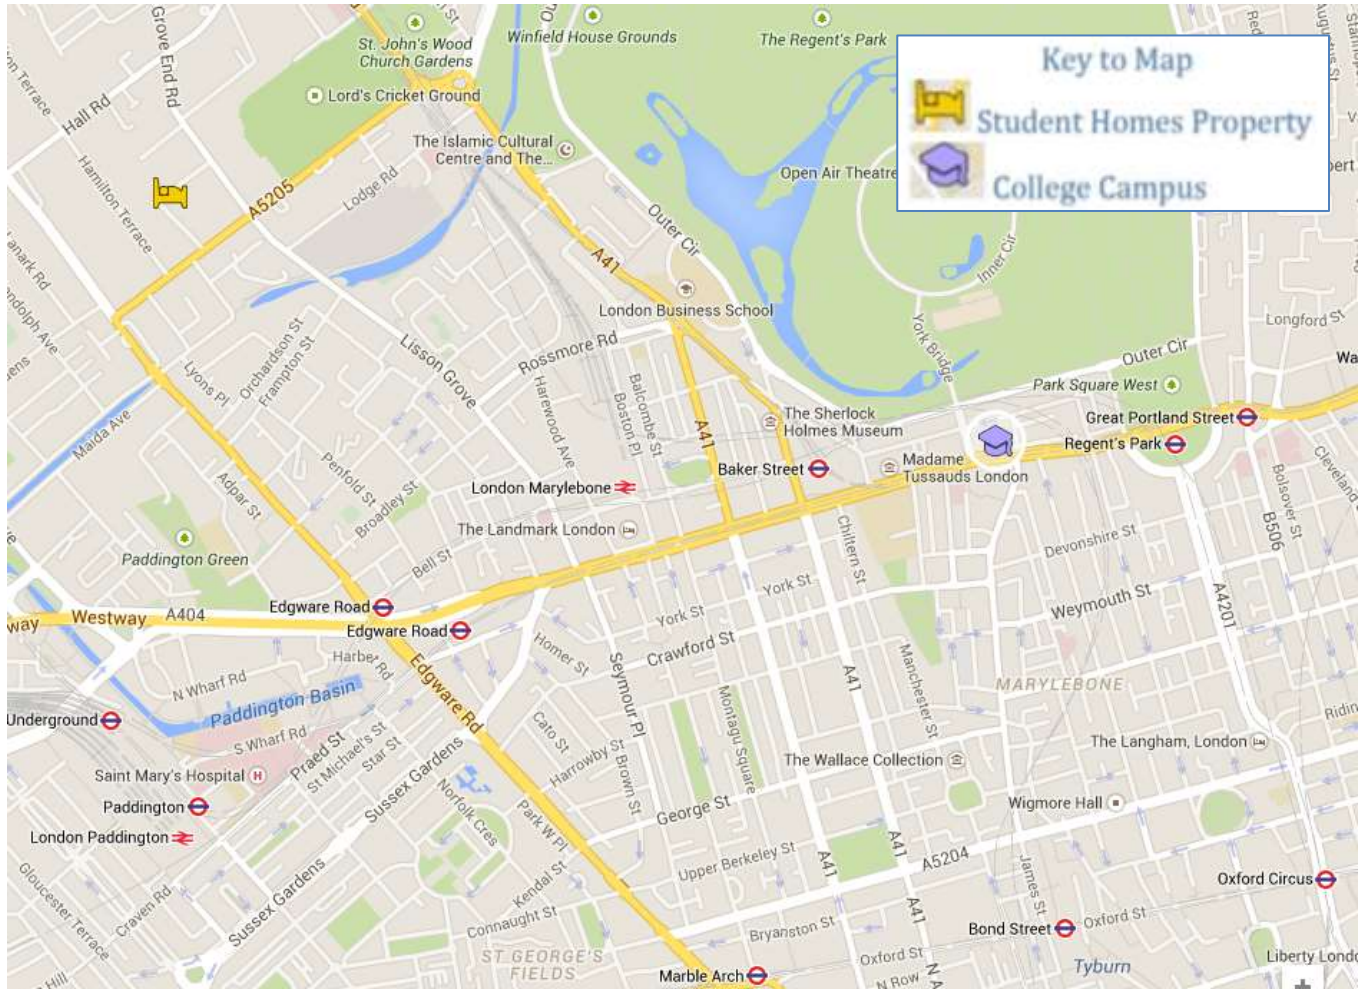 Key to Map
Student Homes Property
College Campus
St. John's Wood
Church Gardens
Winfield House Grounds
The Regent's Park
Grove End Rd
Hall Rd
Hamilton Terrace
Lord's Cricket Ground
The Islamic Cultural
Centre and The...
Open Air Theatre
Lodge Rd
A5205
Outer Cir
A41
Inner Cir
London Business School
York Bridge
Longford St
Rossmore Rd
Lisson Grove
Orchardson St
Frampton St
Lyons Pl
Maida Ave
Harewood Ave
Balcombe St
Boston Pl
A41
Outer Cir
Park Square West
The Sherlock
Holmes Museum
Great Portland Street
Regent's Park
Baker Street
Madame
Tussauds London
London Marylebone
Penfold St
Broadley St
Adpar St
Bell St
The Landmark London
Chiltern St
Devonshire St
Bolsover St
Cleveland
B506
Paddington Green
Westway
A404
Edgware Road
Edgware Road
York St
York St
Crawford St
Weymouth St
A4201
Homer St
Seymour Pl
A41
Manchester St
MARYLEBONE
N Wharf Rd
Paddington Basin
Edgware Rd
Underground
S Wharf Rd
Praed St
St Michael's St
Star St
Cato St
Harrowby St
Brown St
Montagu Square
The Wallace Collection
The Langham, London
Saint Mary's Hospital
Sussex Gardens
Paddington
London Paddington
Norfolk Cres
Park W Pl
George St
Wigmore Hall
Upper Berkeley St
A41
A41
A5204
James St
Oxford Circus
Gloucester Terrace
Craven Rd
Sussex Gardens
Kendal St
Connaught St
Bryanston St
A41
Bond Street
Oxford St
Oxford St
ST GEORGE'S
FIELDS
Marble Arch
N Row
Tyburn
Liberty Londo